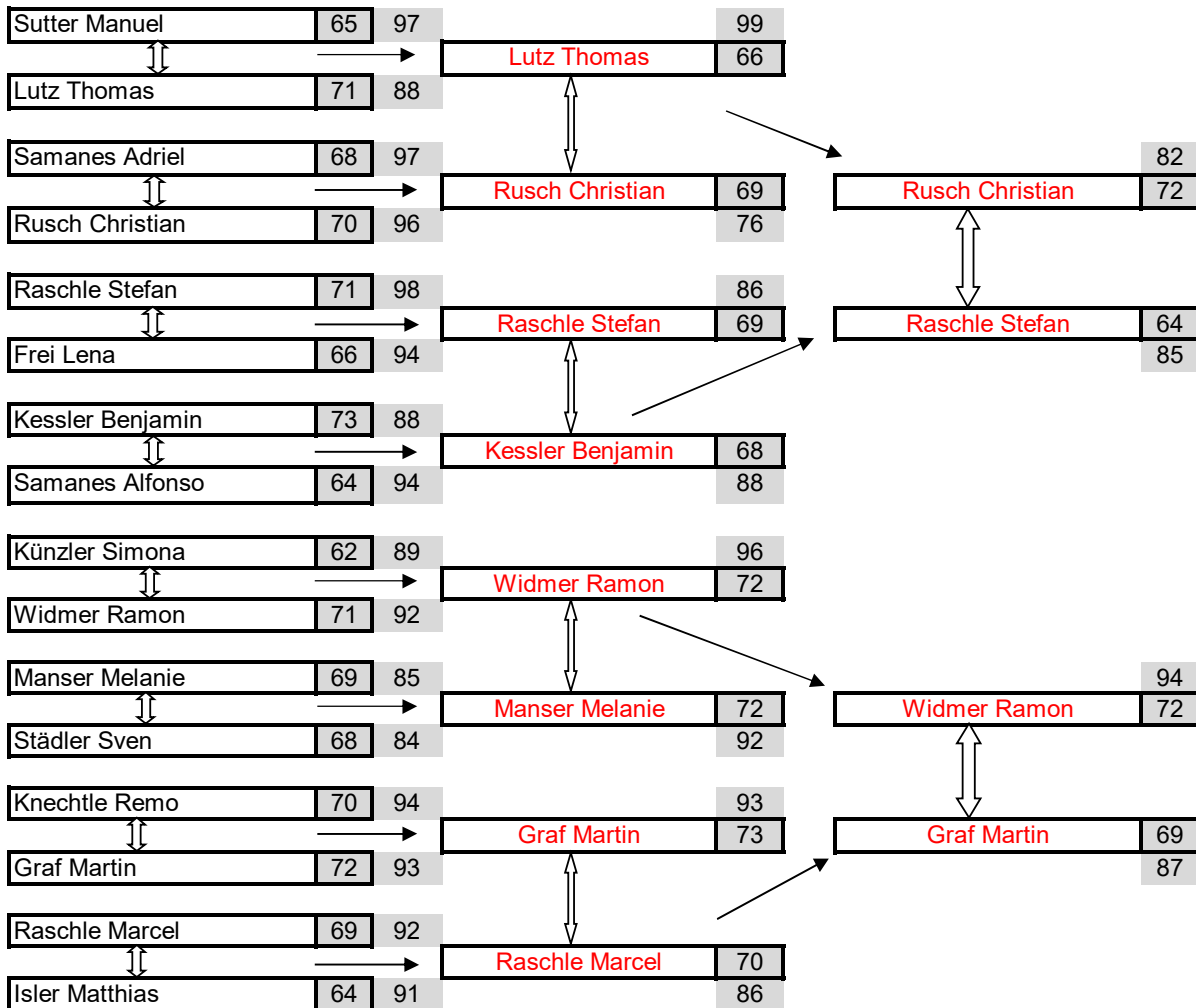 Sutter Manuel 65 97 99
Lutz Thomas 66
Lutz Thomas 71 88
Samanes Adriel 68 97 82
Rusch Christian 69 Rusch Christian 72
Rusch Christian 70 96 76
Raschle Stefan 71 98 86
Raschle Stefan 69 Raschle Stefan 64
Frei Lena 66 94 85
Kessler Benjamin 73 88
Kessler Benjamin 68
Samanes Alfonso 64 94 88
Künzler Simona 62 89 96
Widmer Ramon 72
Widmer Ramon 71 92
Manser Melanie 69 85 94
Manser Melanie 72 Widmer Ramon 72
Städler Sven 68 84 92
Knechtle Remo 70 94 93
Graf Martin 73 Graf Martin 69
Graf Martin 72 93 87
Raschle Marcel 69 92
Raschle Marcel 70
Isler Matthias 64 91 86